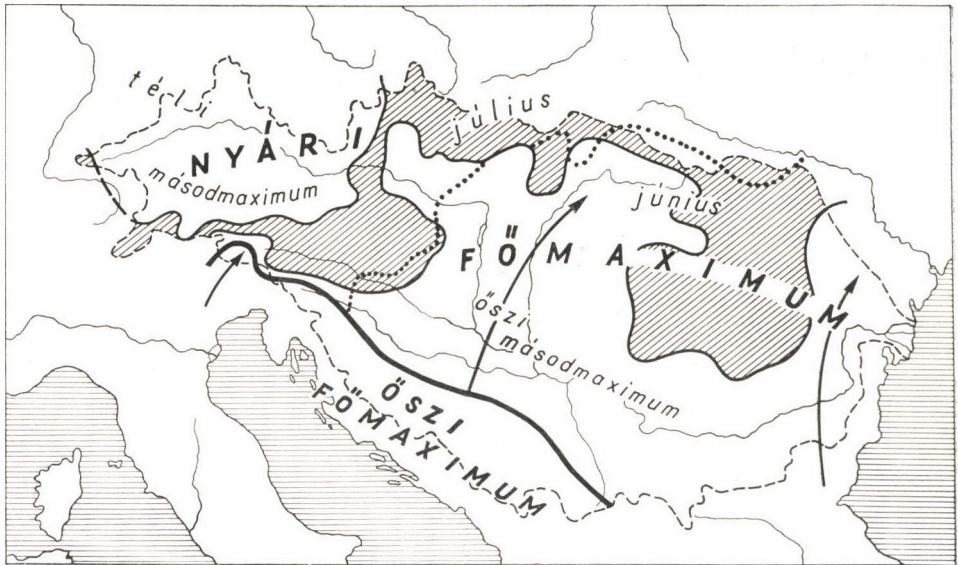 téli
NYÁRI
másodmaximum
július
június
FŐMAXIMUM
őszi
másodmaximum
ŐSZI
FŐMAXIMUM